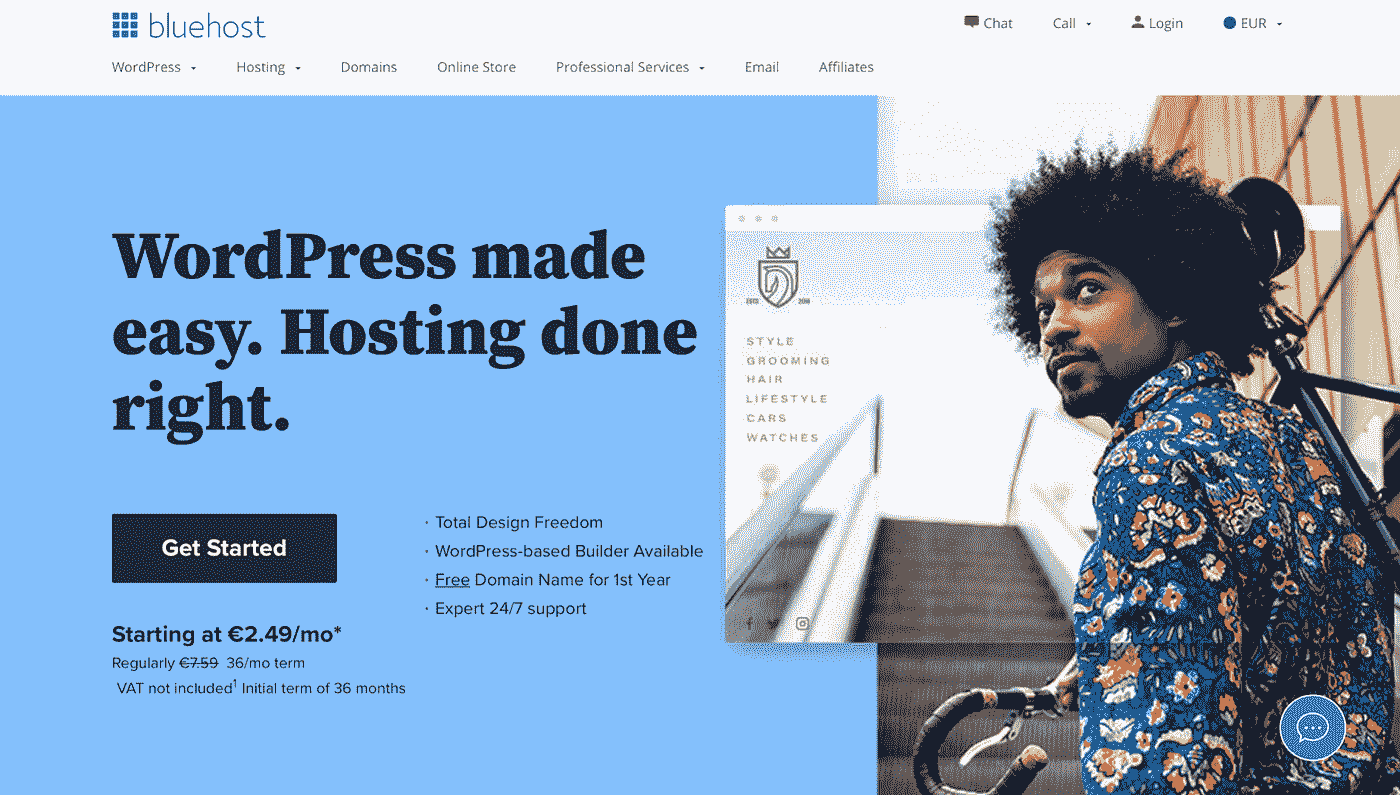 bluehost
Chat Call Login EUR
WordPress Hosting Domains Online Store Professional Services Email Affiliates
WordPress made
easy. Hosting done
right.
Get Started
· Total Design Freedom
· WordPress-based Builder Available
· Free Domain Name for 1st Year
· Expert 24/7 support
Starting at €2.49/mo*
Regularly €7.59 36/mo term
VAT not included¹ Initial term of 36 months
STYLE
GROOMING
HAIR
LIFESTYLE
CARS
WATCHES